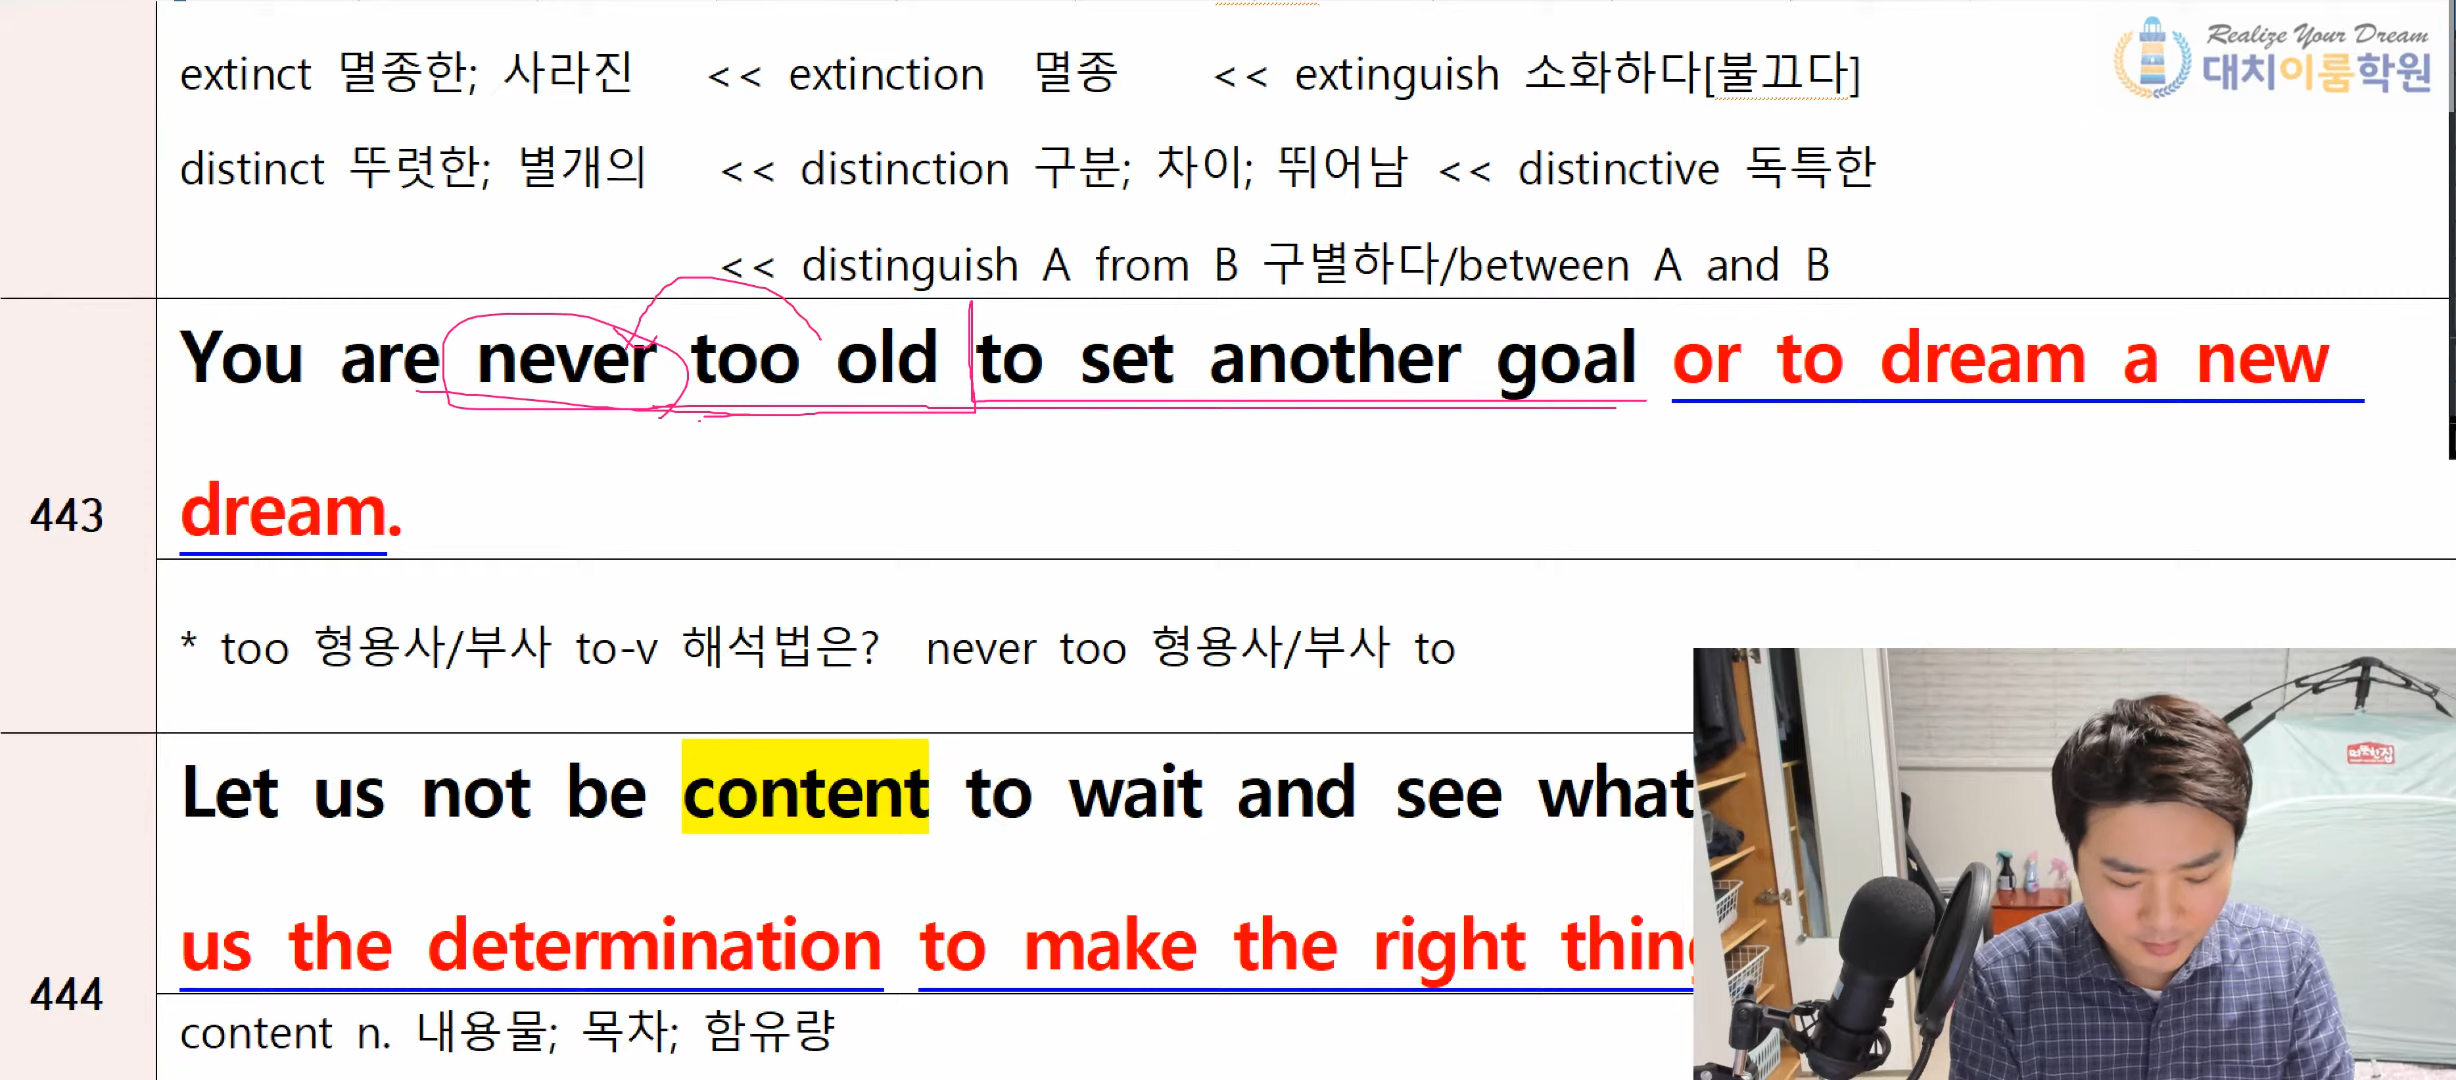 Realize Your Dream
대치이룸학원
extinct 멸종한; 사라진 << extinction 멸종 << extinguish 소화하다[불끄다]
distinct 뚜렷한; 별개의 << distinction 구분; 차이; 뛰어남 << distinctive 독특한
<< distinguish A from B 구별하다/between A and B
You are never too old to set another goal or to dream a new
443
dream.
* too 형용사/부사 to-v 해석법은? never too 형용사/부사 to
Let us not be content to wait and see what
us the determination to make the right
444
content n. 내용물; 목차; 함유량